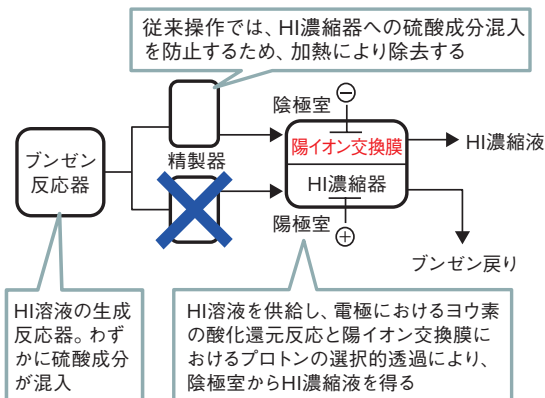 従来操作では、HI濃縮器への硫酸成分混入
を防止するため、加熱により除去する
陰極室
⊖
ブンゼン
反応器
精製器
陽イオン交換膜
HI濃縮器
HI濃縮液
陽極室
⊕
ブンゼン戻り
HI溶液の生成
反応器。わず
かに硫酸成分
が混入
HI溶液を供給し、電極におけるヨウ素
の酸化還元反応と陽イオン交換膜に
おけるプロトンの選択的透過により、
陰極室からHI濃縮液を得る